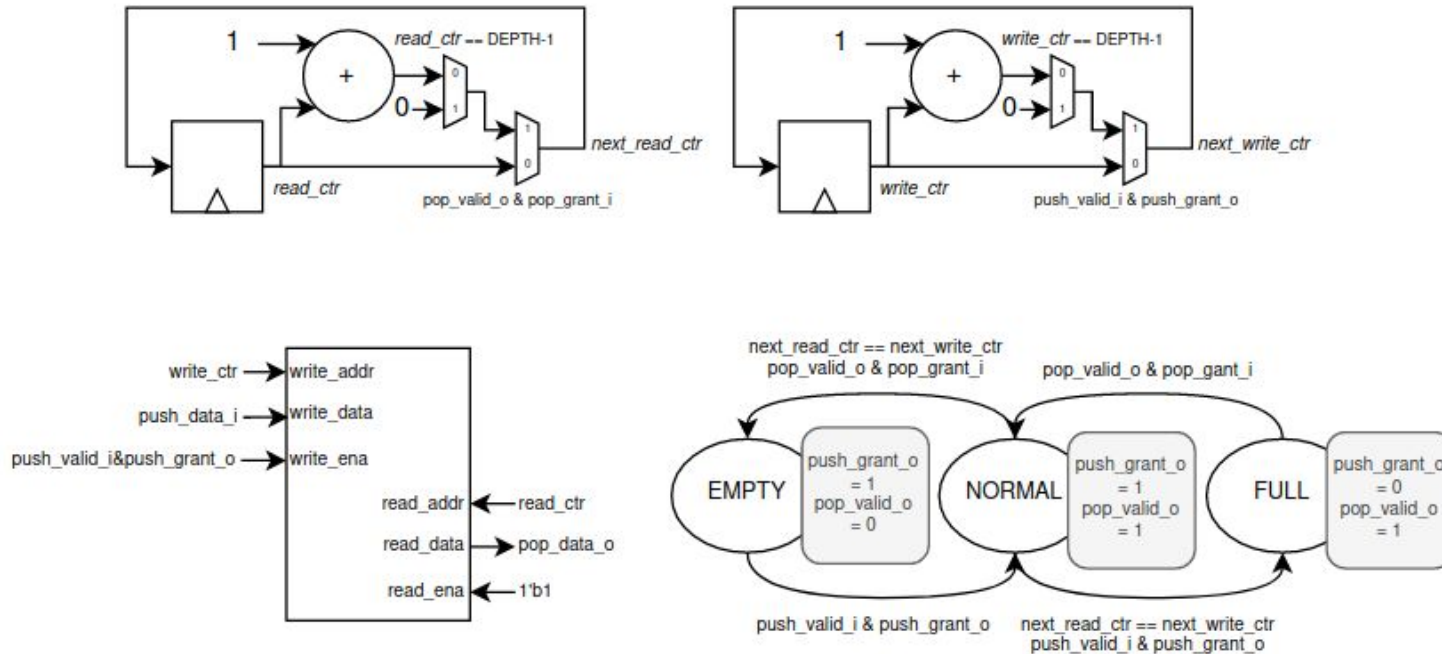 1
+
read_ctr == DEPTH-1
0
1
0
1
0
read_ctr
next_read_ctr
pop_valid_o & pop_grant_i
1
+
write_ctr == DEPTH-1
0
1
0
1
0
write_ctr
next_write_ctr
push_valid_i & push_grant_o
write_ctr
write_addr
push_data_i
write_data
push_valid_i&push_grant_o
write_ena
read_addr
read_ctr
read_data
pop_data_o
read_ena
1'b1
next_read_ctr == next_write_ctr
pop_valid_o & pop_grant_i
pop_valid_o & pop_gant_i
EMPTY
push_grant_o
= 1
pop_valid_o
= 0
NORMAL
push_grant_o
= 1
pop_valid_o
= 1
FULL
push_grant_o
= 0
pop_valid_o
= 1
push_valid_i & push_grant_o
next_read_ctr == next_write_ctr
push_valid_i & push_grant_o